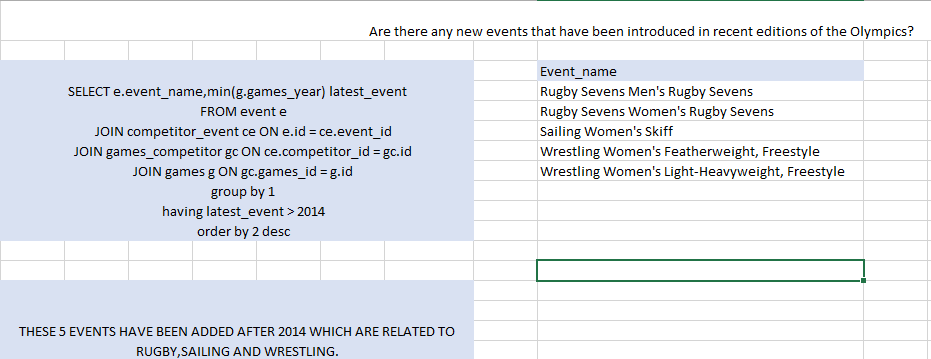 Are there any new events that have been introduced in recent editions of the Olympics?
SELECT e.event_name,min(g.games_year) latest_event
FROM event e
JOIN competitor_event ce ON e.id = ce.event_id
JOIN games_competitor gc ON ce.competitor_id = gc.id
JOIN games g ON gc.games_id = g.id
group by 1
having latest_event > 2014
order by 2 desc
Event_name
Rugby Sevens Men's Rugby Sevens
Rugby Sevens Women's Rugby Sevens
Sailing Women's Skiff
Wrestling Women's Featherweight, Freestyle
Wrestling Women's Light-Heavyweight, Freestyle
THESE 5 EVENTS HAVE BEEN ADDED AFTER 2014 WHICH ARE RELATED TO
RUGBY,SAILING AND WRESTLING.